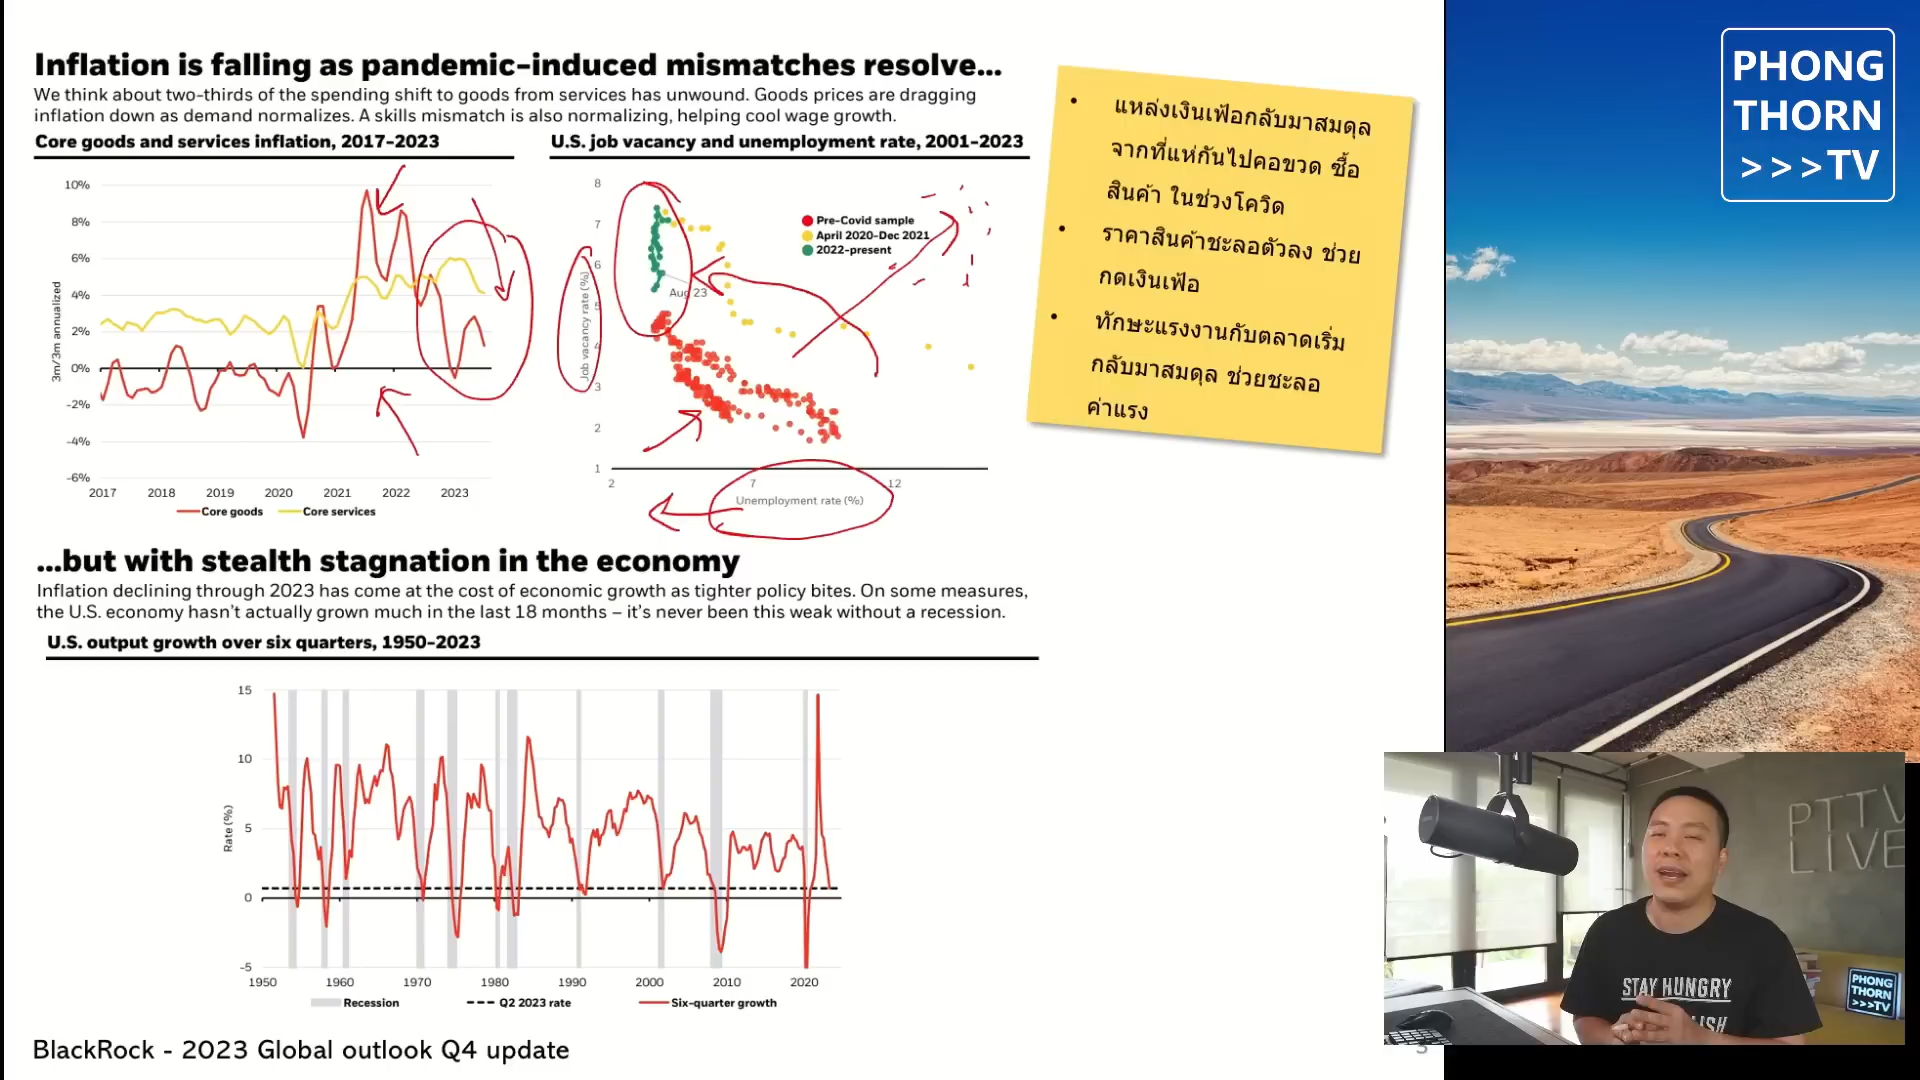 Inflation is falling as pandemic-induced mismatches resolve...
We think about two-thirds of the spending shift to goods from services has unwound. Goods prices are dragging
inflation down as demand normalizes. A skills mismatch is also normalizing, helping cool wage growth.
Core goods and services inflation, 2017-2023
3m/3m annualized
10%
8%
6%
4%
2%
0%
-2%
-4%
-6%
2017 2018 2019 2020 2021 2022 2023
Core goods Core services
U.S. job vacancy and unemployment rate, 2001-2023
Job vacancy rate (%)
8
7
6
5
4
3
2
1
2 7 12
Unemployment rate (%)
Pre-Covid sample
April 2020-Dec 2021
2022-present
Aug 23
• แหล่งเงินเฟ้อกลับมาสมดุล
จากที่แห่กันไปคอขวด ซื้อ
สินค้า ในช่วงโควิด
• ราคาสินค้าชะลอตัวลง ช่วย
กดเงินเฟ้อ
• ทักษะแรงงานกับตลาดเริ่ม
กลับมาสมดุล ช่วยชะลอ
ค่าแรง
...but with stealth stagnation in the economy
Inflation declining through 2023 has come at the cost of economic growth as tighter policy bites. On some measures,
the U.S. economy hasn't actually grown much in the last 18 months – it's never been this weak without a recession.
U.S. output growth over six quarters, 1950-2023
Rate (%)
15
10
5
0
-5
1950 1960 1970 1980 1990 2000 2010 2020
Recession Q2 2023 rate Six-quarter growth
BlackRock - 2023 Global outlook Q4 update
PHONG
THORN
>>>TV
PTTV
LIVE
STAY HUNGRY
PHONG
THORN
>>>TV